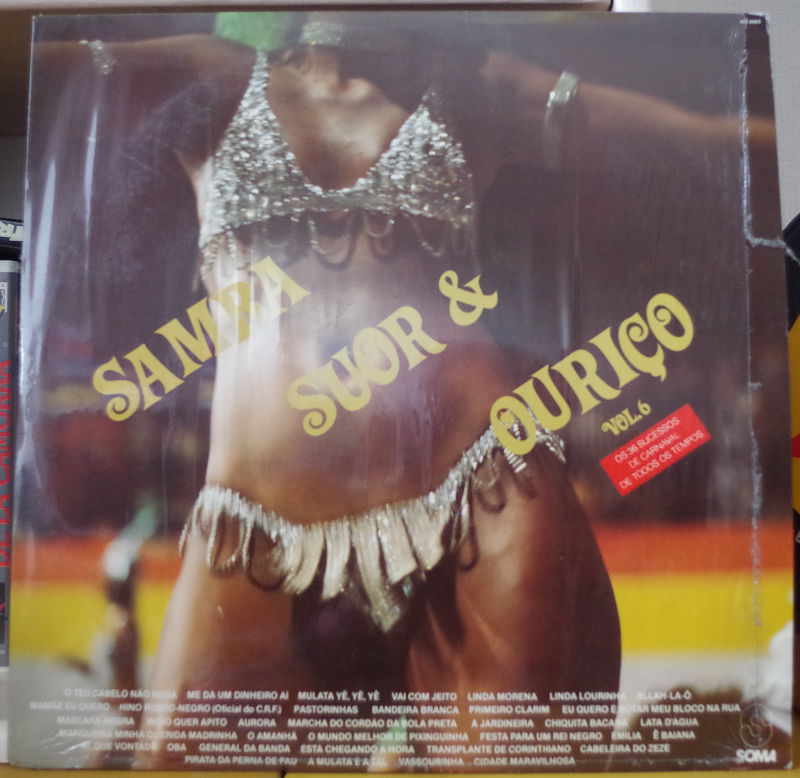 SAMBA
SUOR &
OURIÇO
VOL. 6
OS 36 SUCESSOS
DE CARNAVAL
DE TODOS OS TEMPOS
O TEU CABELO NÃO NEGA ME DA UM DINHEIRO AÍ MULATA YÊ, YÊ, YÊ VAI COM JEITO LINDA MORENA LINDA LOURINHA ALLAH-LA-Ô
MAMÃE EU QUERO HINO RUBRO-NEGRO (Oficial do C.R.F.) PASTORINHAS BANDEIRA BRANCA PRIMEIRO CLARIM EU QUERO É BOTAR MEU BLOCO NA RUA
MÁSCARA NEGRA ÍNDIO QUER APITO AURORA MARCHA DO CORDÃO DA BOLA PRETA A JARDINEIRA CHIQUITA BACANA LATA D'ÁGUA
MANGUEIRA MINHA QUERIDA MADRINHA O AMANHÃ O MUNDO MELHOR DE PIXINGUINHA FESTA PARA UM REI NEGRO EMILIA É BAIANA
QUE VONTADE OBA GENERAL DA BANDA ESTA CHEGANDO A HORA TRANSPLANTE DE CORINTHIANO CABELEIRA DO ZEZÉ
PIRATA DA PERNA DE PAU A MULATA É A TAL VASSOURINHA CIDADE MARAVILHOSA
SOMA